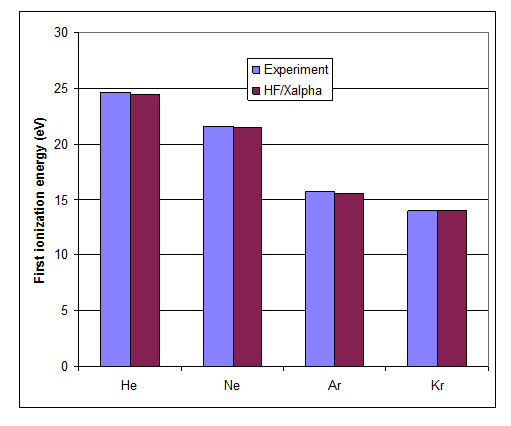 30
25
20
15
10
5
0
First ionization energy (eV)
Experiment
HF/Xalpha
He Ne Ar Kr